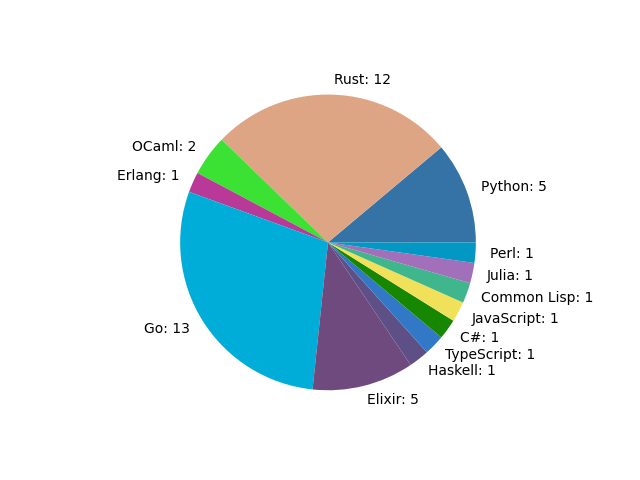 Rust: 12
OCaml: 2
Erlang: 1
Python: 5
Perl: 1
Julia: 1
Common Lisp: 1
JavaScript: 1
Go: 13
C#: 1
TypeScript: 1
Haskell: 1
Elixir: 5